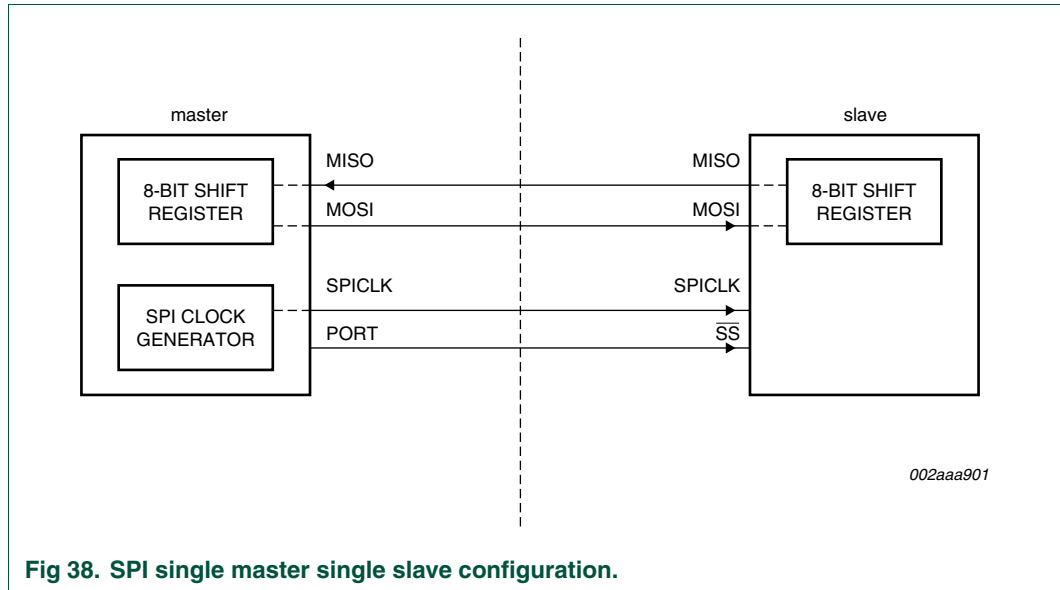 master
slave
MISO
MISO
8-BIT SHIFT
REGISTER
8-BIT SHIFT
REGISTER
MOSI
MOSI
SPICLK
SPICLK
SPI CLOCK
GENERATOR
PORT
SS
002aaa901
Fig 38. SPI single master single slave configuration.